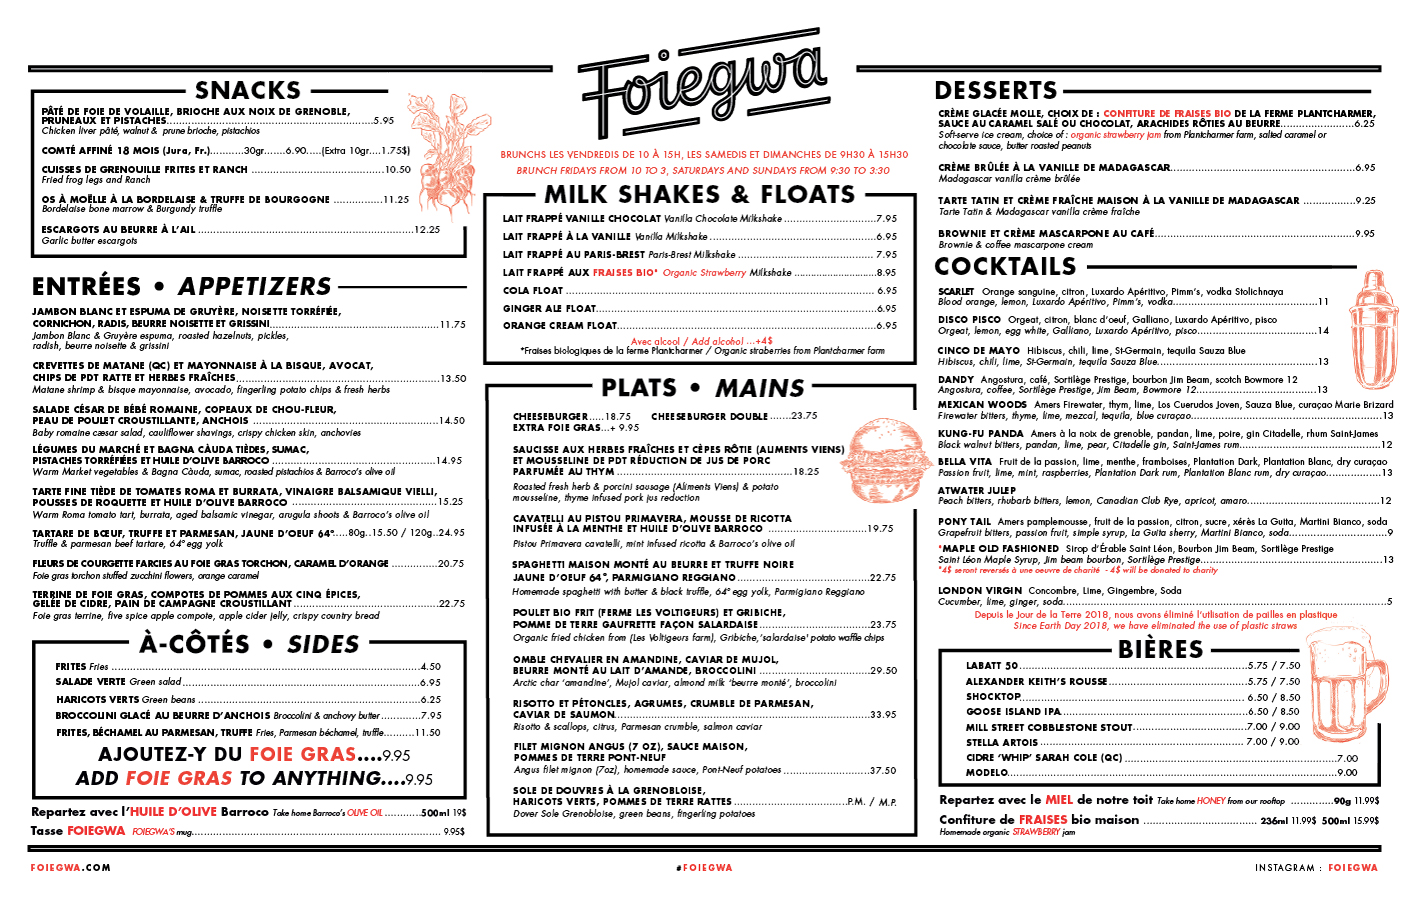 Foiegwa
BRUNCHS LES VENDREDIS DE 10 À 15H, LES SAMEDIS ET DIMANCHES DE 9H30 À 15H30
BRUNCH FRIDAYS FROM 10 TO 3, SATURDAYS AND SUNDAYS FROM 9:30 TO 3:30
SNACKS
PÂTÉ DE FOIE DE VOLAILLE, BRIOCHE AUX NOIX DE GRENOBLE,
PRUNEAUX ET PISTACHES...5.95
Chicken liver pâté, walnut & prune brioche, pistachios
COMTÉ AFFINÉ 18 MOIS (Jura, Fr.)...........30gr.......6.90.....(Extra 10gr....1.75$)
CUISSES DE GRENOUILLE FRITES ET RANCH ...10.50
Fried frog legs and Ranch
OS À MOËLLE À LA BORDELAISE & TRUFFE DE BOURGOGNE ...11.25
Bordelaise bone marrow & Burgundy truffle
ESCARGOTS AU BEURRE À L'AIL ...12.25
Garlic butter escargots
ENTRÉES • APPETIZERS
JAMBON BLANC ET ESPUMA DE GRUYÈRE, NOISETTE TORRÉFIÉE,
CORNICHON, RADIS, BEURRE NOISETTE ET GRISSINI...11.75
Jambon Blanc & Gruyère espuma, roasted hazelnuts, pickles,
radish, beurre noisette & grissini
CREVETTES DE MATANE (QC) ET MAYONNAISE À LA BISQUE, AVOCAT,
CHIPS DE PDT RATTE ET HERBES FRAÎCHES...13.50
Matane shrimp & bisque mayonnaise, avocado, fingerling potato chips & fresh herbs
SALADE CÉSAR DE BÉBÉ ROMAINE, COPEAUX DE CHOU-FLEUR,
PEAU DE POULET CROUSTILLANTE, ANCHOIS ...14.50
Baby romaine cæsar salad, cauliflower shavings, crispy chicken skin, anchovies
LÉGUMES DU MARCHÉ ET BAGNA CÀUDA TIÈDES, SUMAC,
PISTACHES TORRÉFIÉES ET HUILE D'OLIVE BARROCO ...14.95
Warm Market vegetables & Bagna Càuda, sumac, roasted pistachios & Barroco's olive oil
TARTE FINE TIÈDE DE TOMATES ROMA ET BURRATA, VINAIGRE BALSAMIQUE VIELLI,
POUSSES DE ROQUETTE ET HUILE D'OLIVE BARROCO ...15.25
Warm Roma tomato tart, burrata, aged balsamic vinegar, arugula shoots & Barroco's olive oil
TARTARE DE BŒUF, TRUFFE ET PARMESAN, JAUNE D'OEUF 64°.....80g..15.50 / 120g..24.95
Truffle & parmesan beef tartare, 64° egg yolk
FLEURS DE COURGETTE FARCIES AU FOIE GRAS TORCHON, CARAMEL D'ORANGE ...20.75
Foie gras torchon stuffed zucchini flowers, orange caramel
TERRINE DE FOIE GRAS, COMPOTES DE POMMES AUX CINQ ÉPICES,
GELÉE DE CIDRE, PAIN DE CAMPAGNE CROUSTILLANT ...22.75
Foie gras terrine, five spice apple compote, apple cider jelly, crispy country bread
À-CÔTÉS • SIDES
FRITES Fries ...4.50
SALADE VERTE Green salad...6.95
HARICOTS VERTS Green beans ...6.25
BROCCOLINI GLACÉ AU BEURRE D'ANCHOIS Broccolini & anchovy butter...7.95
FRITES, BÉCHAMEL AU PARMESAN, TRUFFE Fries, Parmesan béchamel, truffle...11.50
AJOUTEZ-Y DU FOIE GRAS....9.95
ADD FOIE GRAS TO ANYTHING....9.95
Repartez avec l'HUILE D'OLIVE Barroco Take home Barroco's OLIVE OIL ...500ml 19$
Tasse FOIEGWA FOIEGWA'S mug... 9.95$
MILK SHAKES & FLOATS
LAIT FRAPPÉ VANILLE CHOCOLAT Vanilla Chocolate Milkshake ...7.95
LAIT FRAPPÉ À LA VANILLE Vanilla Milkshake ...6.95
LAIT FRAPPÉ AU PARIS-BREST Paris-Brest Milkshake ... 7.95
LAIT FRAPPÉ AUX FRAISES BIO* Organic Strawberry Milkshake ...8.95
COLA FLOAT ... 6.95
GINGER ALE FLOAT...6.95
ORANGE CREAM FLOAT...6.95
Avec alcool / Add alcohol ...+4$
*Fraises biologiques de la ferme Plantcharmer / Organic straberries from Plantcharmer farm
PLATS • MAINS
CHEESEBURGER.....18.75 CHEESEBURGER DOUBLE.......23.75
EXTRA FOIE GRAS...+ 9.95
SAUCISSE AUX HERBES FRAÎCHES ET CÈPES RÔTIE (ALIMENTS VIENS)
ET MOUSSELINE DE PDT RÉDUCTION DE JUS DE PORC
PARFUMÉE AU THYM ...18.25
Roasted fresh herb & porcini sausage (Aliments Viens) & potato
mousseline, thyme infused pork jus reduction
CAVATELLI AU PISTOU PRIMAVERA, MOUSSE DE RICOTTA
INFUSÉE À LA MENTHE ET HUILE D'OLIVE BARROCO ...19.75
Pistou Primavera cavatelli, mint infused ricotta & Barroco's olive oil
SPAGHETTI MAISON MONTÉ AU BEURRE ET TRUFFE NOIRE
JAUNE D'OEUF 64°, PARMIGIANO REGGIANO...22.75
Homemade spaghetti with butter & black truffle, 64° egg yolk, Parmigiano Reggiano
POULET BIO FRIT (FERME LES VOLTIGEURS) ET GRIBICHE,
POMME DE TERRE GAUFRETTE FAÇON SALARDAISE...23.75
Organic fried chicken from (Les Voltigeurs farm), Gribiche,'salardaise' potato waffle chips
OMBLE CHEVALIER EN AMANDINE, CAVIAR DE MUJOL,
BEURRE MONTÉ AU LAIT D'AMANDE, BROCCOLINI ...29.50
Arctic char 'amandine', Mujol caviar, almond milk 'beurre monté', broccolini
RISOTTO ET PÉTONCLES, AGRUMES, CRUMBLE DE PARMESAN,
CAVIAR DE SAUMON...33.95
Risotto & scallops, citrus, Parmesan crumble, salmon caviar
FILET MIGNON ANGUS (7 OZ), SAUCE MAISON,
POMMES DE TERRE PONT-NEUF
Angus filet mignon (7oz), homemade sauce, Pont-Neuf potatoes ...37.50
SOLE DE DOUVRES À LA GRENOBLOISE,
HARICOTS VERTS, POMMES DE TERRE RATTES ...P.M. / M.P.
Dover Sole Grenobloise, green beans, fingerling potatoes
DESSERTS
CRÈME GLACÉE MOLLE, CHOIX DE : CONFITURE DE FRAISES BIO DE LA FERME PLANTCHARMER,
SAUCE AU CARAMEL SALÉ OU CHOCOLAT, ARACHIDES RÔTIES AU BEURRE...6.25
Soft-serve ice cream, choice of : organic strawberry jam from Plantcharmer farm, salted caramel or
chocolate sauce, butter roasted peanuts
CRÈME BRÛLÉE À LA VANILLE DE MADAGASCAR...6.95
Madagascar vanilla crème brûlée
TARTE TATIN ET CRÈME FRAÎCHE MAISON À LA VANILLE DE MADAGASCAR ...9.25
Tarte Tatin & Madagascar vanilla crème fraîche
BROWNIE ET CRÈME MASCARPONE AU CAFÉ...9.95
Brownie & coffee mascarpone cream
COCKTAILS
SCARLET Orange sanguine, citron, Luxardo Apéritivo, Pimm's, vodka Stolichnaya
Blood orange, lemon, Luxardo Apéritivo, Pimm's, vodka...11
DISCO PISCO Orgeat, citron, blanc d'oeuf, Galliano, Luxardo Apéritivo, pisco
Orgeat, lemon, egg white, Galliano, Luxardo Apéritivo, pisco...14
CINCO DE MAYO Hibiscus, chili, lime, St-Germain, tequila Sauza Blue
Hibiscus, chili, lime, St-Germain, tequila Sauza Blue...13
DANDY Angostura, café, Sortilège Prestige, bourbon Jim Beam, scotch Bowmore 12
Angostura, coffee, Sortilège Prestige, Jim Beam, Bowmore 12...13
MEXICAN WOODS Amers Firewater, thym, lime, Los Cuerudos Joven, Sauza Blue, curaçao Marie Brizard
Firewater bitters, thyme, lime, mezcal, tequila, blue curaçao...13
KUNG-FU PANDA Amers à la noix de grenoble, pandan, lime, poire, gin Citadelle, rhum Saint-James
Black walnut bitters, pandan, lime, pear, Citadelle gin, Saint-James rum...12
BELLA VITA Fruit de la passion, lime, menthe, framboises, Plantation Dark, Plantation Blanc, dry curaçao
Passion fruit, lime, mint, raspberries, Plantation Dark rum, Plantation Blanc rum, dry curaçao...13
ATWATER JULEP
Peach bitters, rhubarb bitters, lemon, Canadian Club Rye, apricot, amaro...12
PONY TAIL Amers pamplemousse, fruit de la passion, citron, sucre, xérès La Guita, Martini Bianco, soda
Grapefruit bitters, passion fruit, simple syrup, La Guita sherry, Martini Bianco, soda...9
*MAPLE OLD FASHIONED Sirop d'Érable Saint Léon, Bourbon Jim Beam, Sortilège Prestige
Saint Léon Maple Syrup, Jim beam bourbon, Sortilège Prestige...13
*4$ seront reversés à une oeuvre de charité - 4$ will be donated to charity
LONDON VIRGIN Concombre, Lime, Gingembre, Soda
Cucumber, lime, ginger, soda...5
Depuis le Jour de la Terre 2018, nous avons éliminé l'utlisation de pailles en plastique
Since Earth Day 2018, we have eliminated the use of plastic straws
BIÈRES
LABATT 50...5.75 / 7.50
ALEXANDER KEITH'S ROUSSE...5.75 / 7.50
SHOCKTOP... 6.50 / 8.50
GOOSE ISLAND IPA...6.50 / 8.50
MILL STREET COBBLESTONE STOUT...7.00 / 9.00
STELLA ARTOIS ... 7.00 / 9.00
CIDRE 'WHIP' SARAH COLE (QC) ...7.00
MODELO...9.00
Repartez avec le MIEL de notre toit Take home HONEY from our rooftop ...90g 11.99$
Confiture de FRAISES bio maison ... 236ml 11.99$ 500ml 15.99$
Homemade organic STRAWBERRY jam
FOIEGWA.COM
#FOIEGWA
INSTAGRAM : FOIEGWA